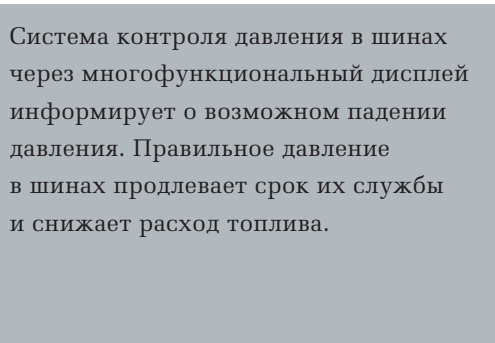 Система контроля давления в шинах
через многофункциональный дисплей
информирует о возможном падении
давления. Правильное давление
в шинах продлевает срок их службы
и снижает расход топлива.